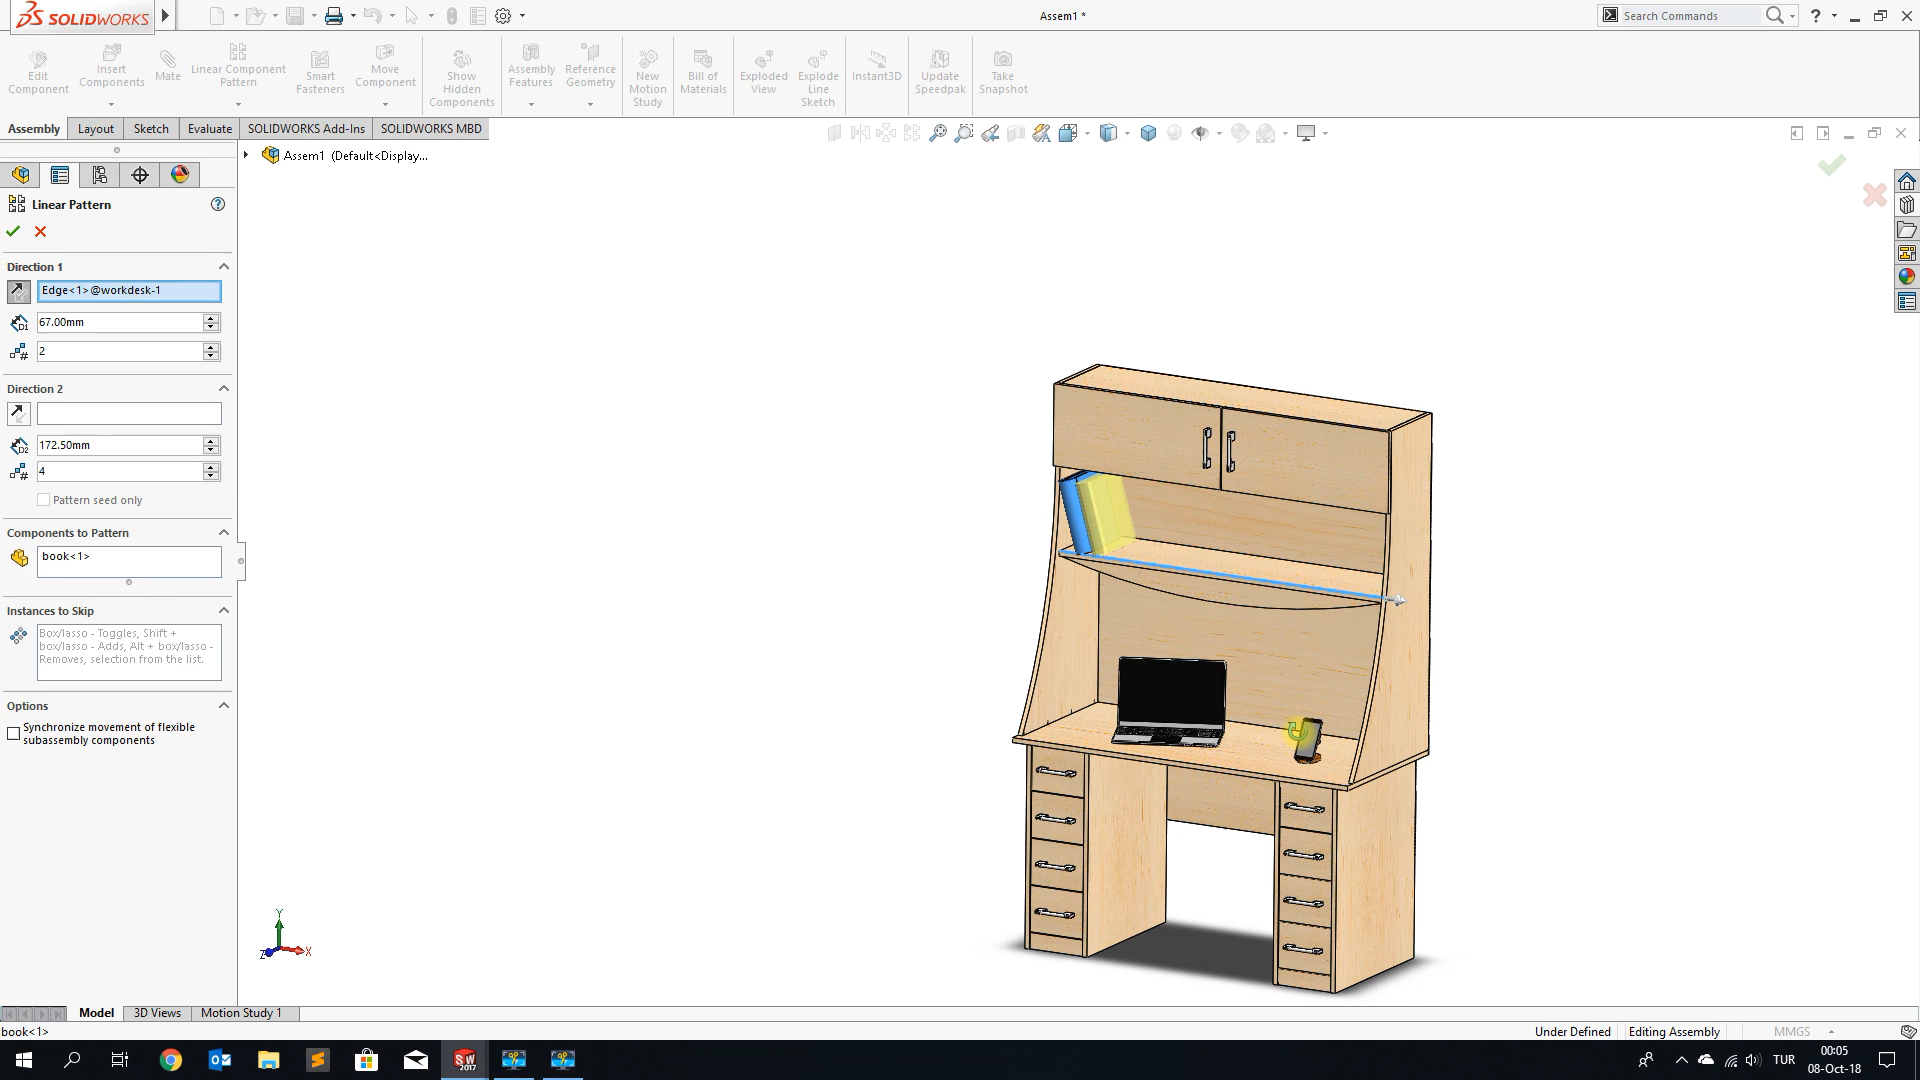 SOLIDWORKS
Assem1 *
Search Commands
?
Edit Component
Insert Components
Mate
Linear Component Pattern
Smart Fasteners
Move Component
Show Hidden Components
Assembly Features
Reference Geometry
New Motion Study
Bill of Materials
Exploded View
Explode Line Sketch
Instant3D
Update Speedpak
Take Snapshot
Assembly
Layout
Sketch
Evaluate
SOLIDWORKS Add-Ins
SOLIDWORKS MBD
Assem1 (Default<Display...
Linear Pattern
Direction 1
Edge<1>@workdesk-1
D1
67.00mm
#
2
Direction 2
D2
172.50mm
#
4
Pattern seed only
Components to Pattern
book<1>
Instances to Skip
Box/lasso - Toggles, Shift +
box/lasso - Adds, Alt + box/lasso -
Removes, selection from the list.
Options
Synchronize movement of flexible
subassembly components
Y
Z
X
Model
3D Views
Motion Study 1
book<1>
Under Defined
Editing Assembly
MMGS
SW
2017
TUR
00:05
08-Oct-18